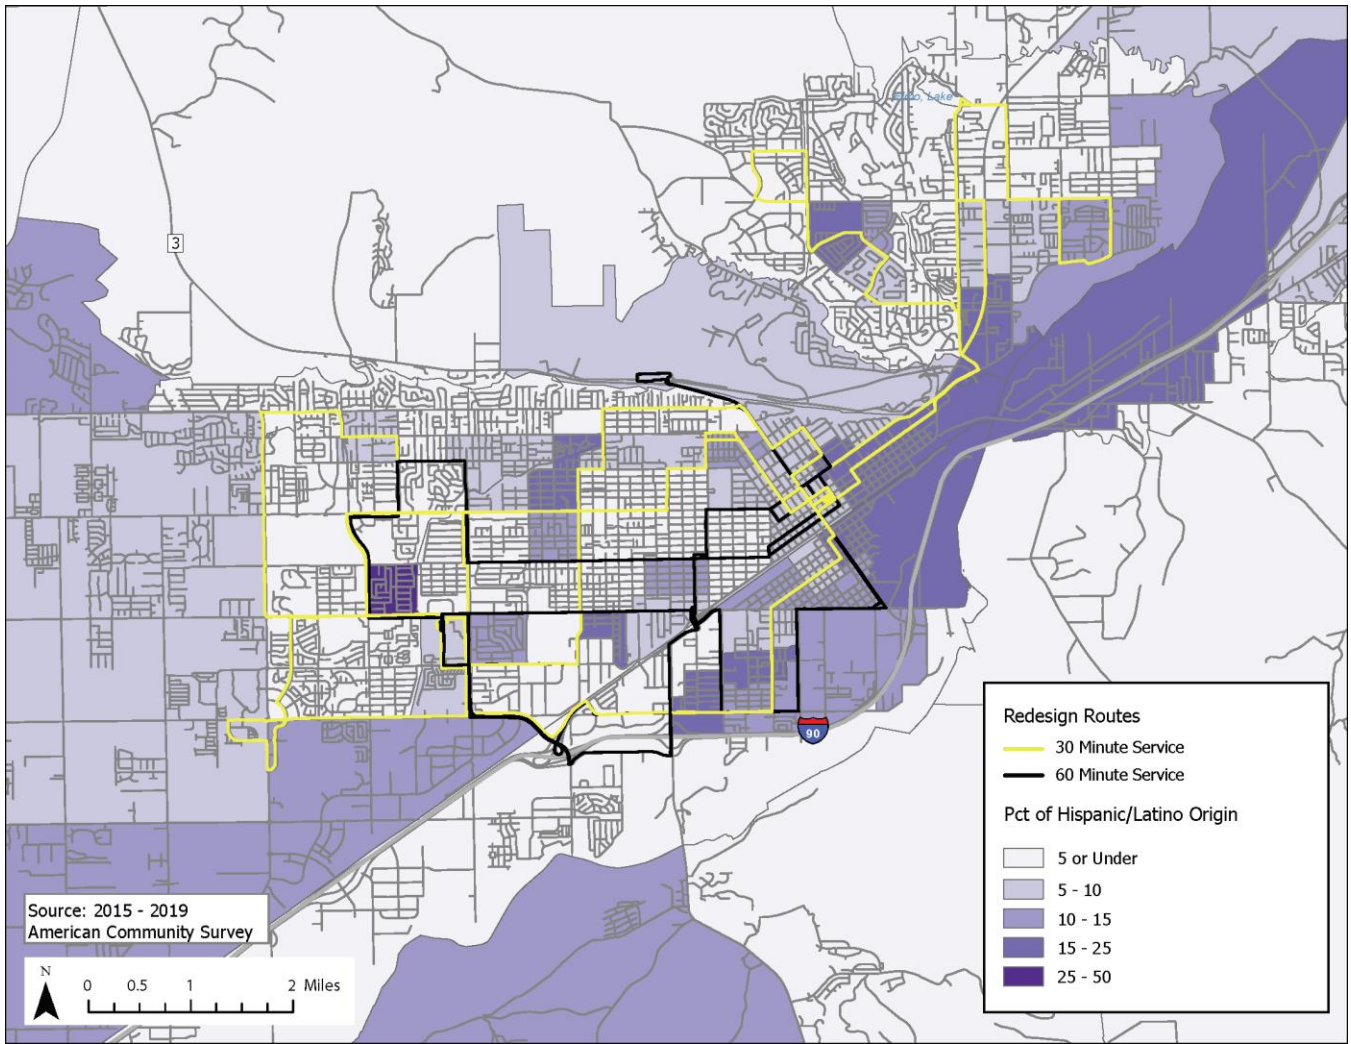 Lake
3
90
Redesign Routes
30 Minute Service
60 Minute Service
Pct of Hispanic/Latino Origin
5 or Under
5 - 10
10 - 15
15 - 25
25 - 50
Source: 2015 - 2019
American Community Survey
N
0 0.5 1 2 Miles